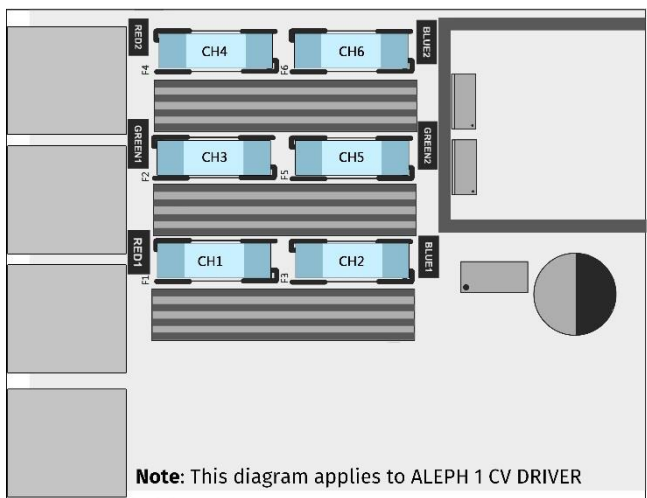 RED2
CH4
CH6
BLUE2
F4
F6
GREEN1
CH3
CH5
GREEN2
F2
F5
RED1
CH1
CH2
BLUE1
F1
F3
Note: This diagram applies to ALEPH 1 CV DRIVER